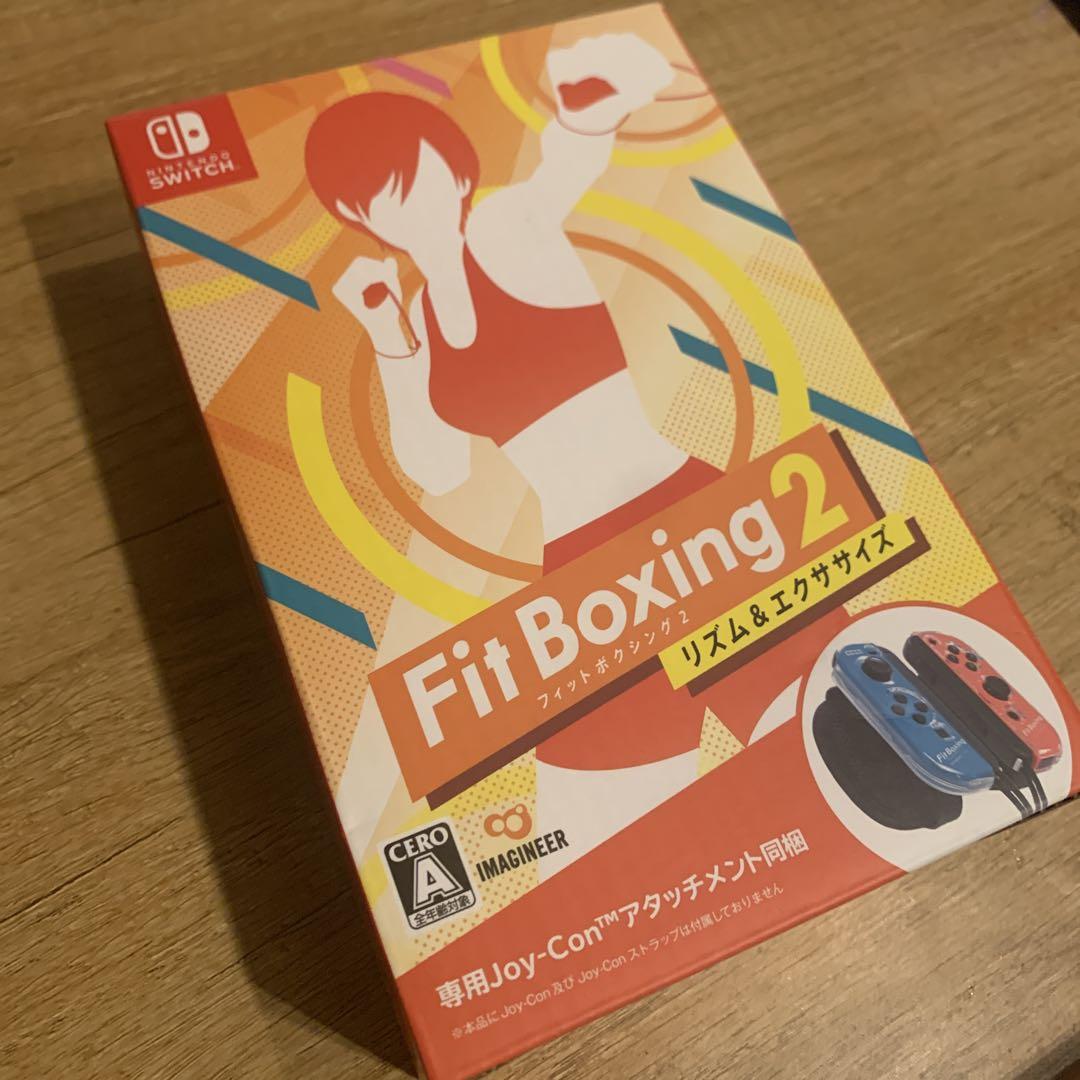 NINTENDO
SWITCH™
Fit Boxing 2
フィットボクシング 2
リズム&エクササイズ
Fit Boxing
Fit Boxing
CERO
A
全年齢対象
IMAGINEER
専用Joy-Con™アタッチメント同梱
※本品にJoy-Con及びJoy-Con ストラップは付属しておりません